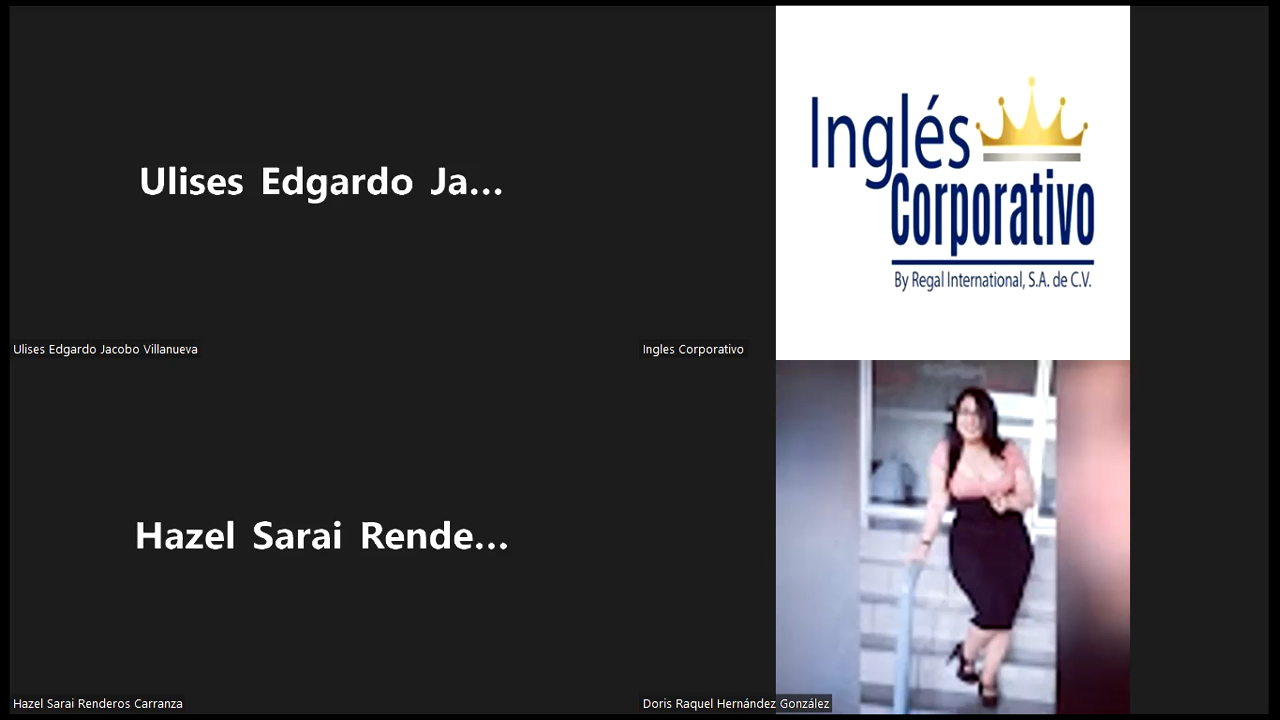 Ulises Edgardo Ja...
Inglés
Corporativo
By Regal International, S.A. de C.V.
Ulises Edgardo Jacobo Villanueva
Ingles Corporativo
Hazel Sarai Rende...
Hazel Sarai Renderos Carranza
Doris Raquel Hernández González